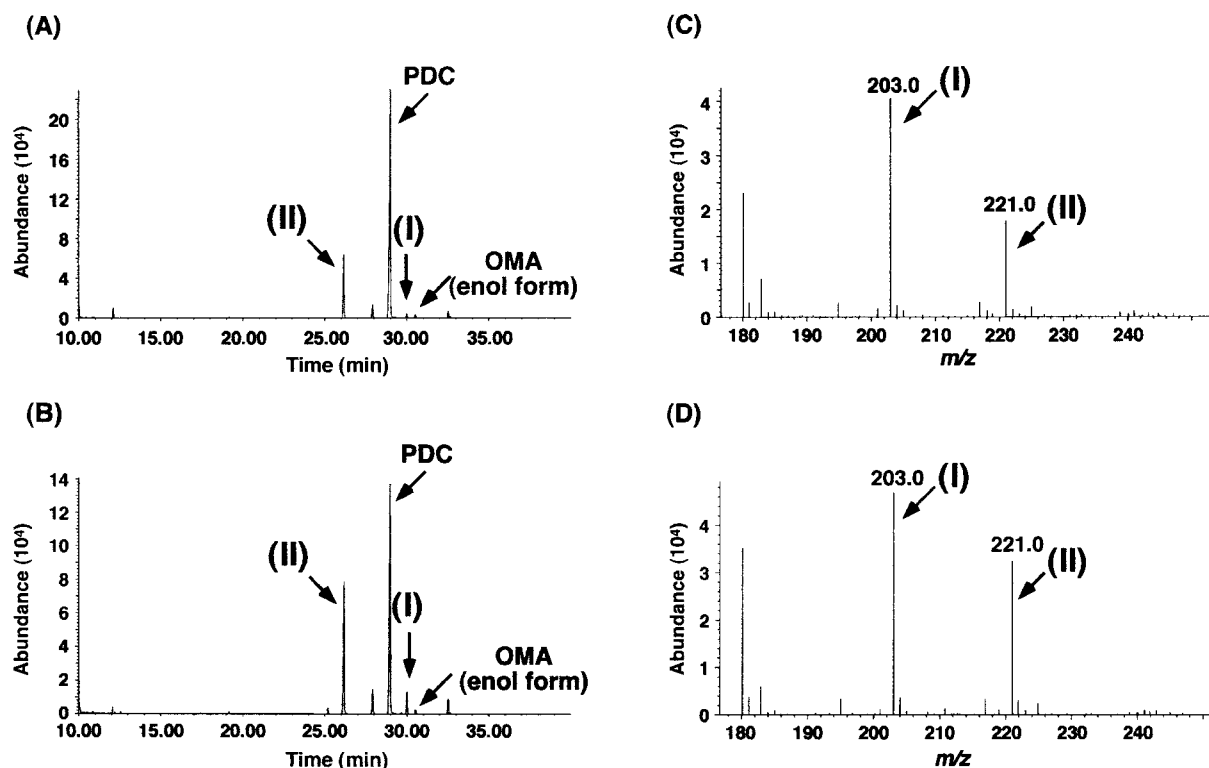 (A)
PDC
(II)
(I)
OMA
(enol form)
Abundance (10⁴)
20
16
12
8
4
0
10.00 15.00 20.00 25.00 30.00 35.00
Time (min)
(B)
PDC
(II)
(I)
OMA
(enol form)
Abundance (10⁴)
14
12
10
8
6
4
2
0
10.00 15.00 20.00 25.00 30.00 35.00
Time (min)
(C)
203.0 (I)
221.0 (II)
Abundance (10⁴)
4
3
2
1
0
180 190 200 210 220 230 240
m/z
(D)
203.0 (I)
221.0 (II)
Abundance (10⁴)
4
3
2
1
0
180 190 200 210 220 230 240
m/z